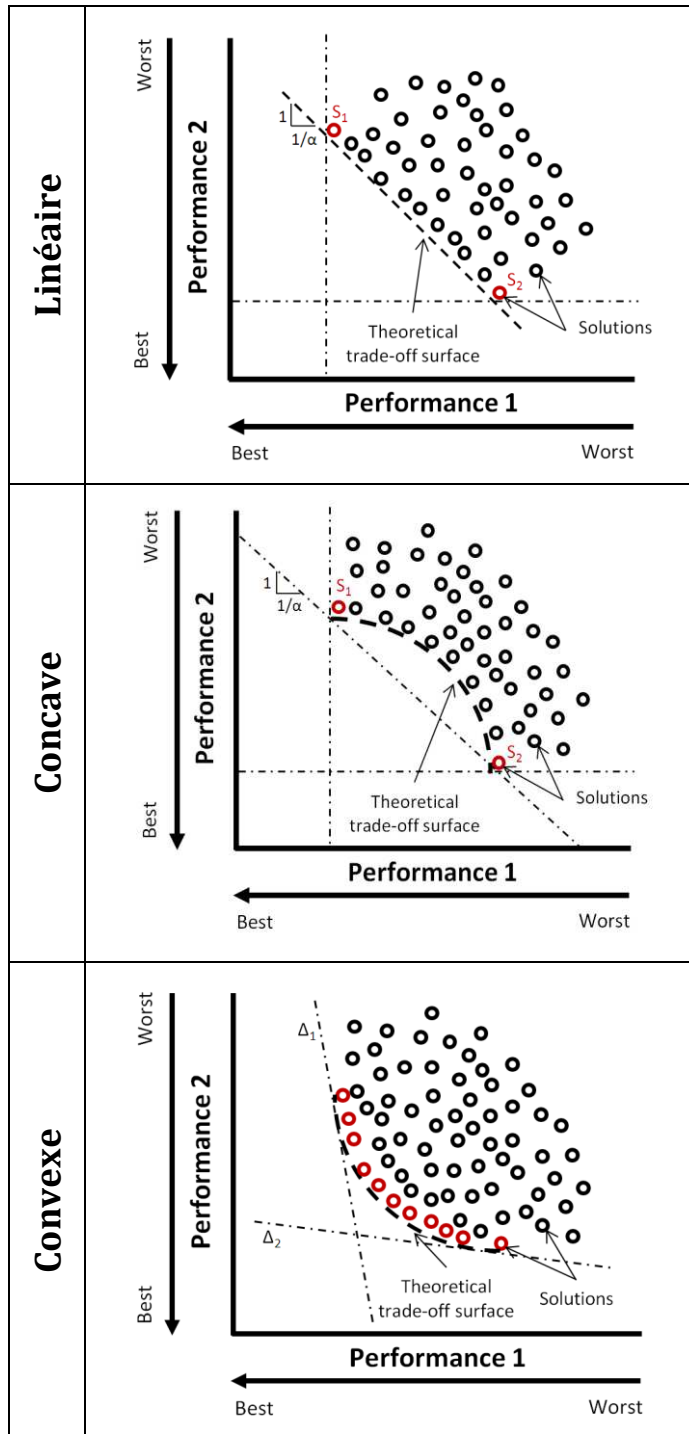 Linéaire
Worst
Best
Performance 2
1
1/α
S1
S2
Theoretical
trade-off surface
Solutions
Performance 1
Best
Worst
Concave
Worst
Best
Performance 2
1
1/α
S1
S2
Theoretical
trade-off surface
Solutions
Performance 1
Best
Worst
Convexe
Worst
Best
Performance 2
Δ1
Δ2
Theoretical
trade-off surface
Solutions
Performance 1
Best
Worst